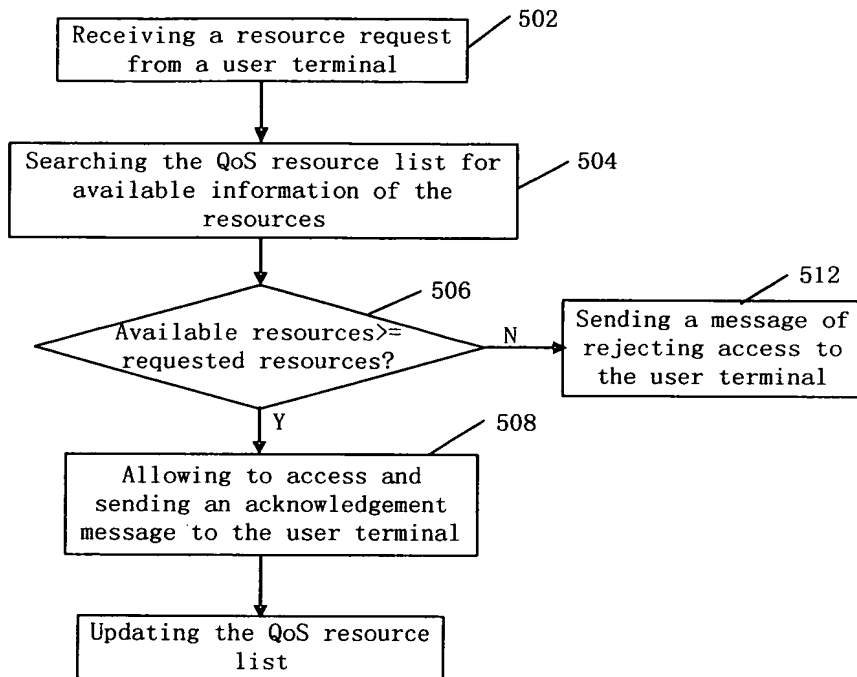 502
Receiving a resource request
from a user terminal
504
Searching the QoS resource list for
available information of the
resources
506
Available resources>=
requested resources?
N
512
Sending a message of
rejecting access to
the user terminal
Y
508
Allowing to access and
sending an acknowledgement
message to the user terminal
Updating the QoS resource
list